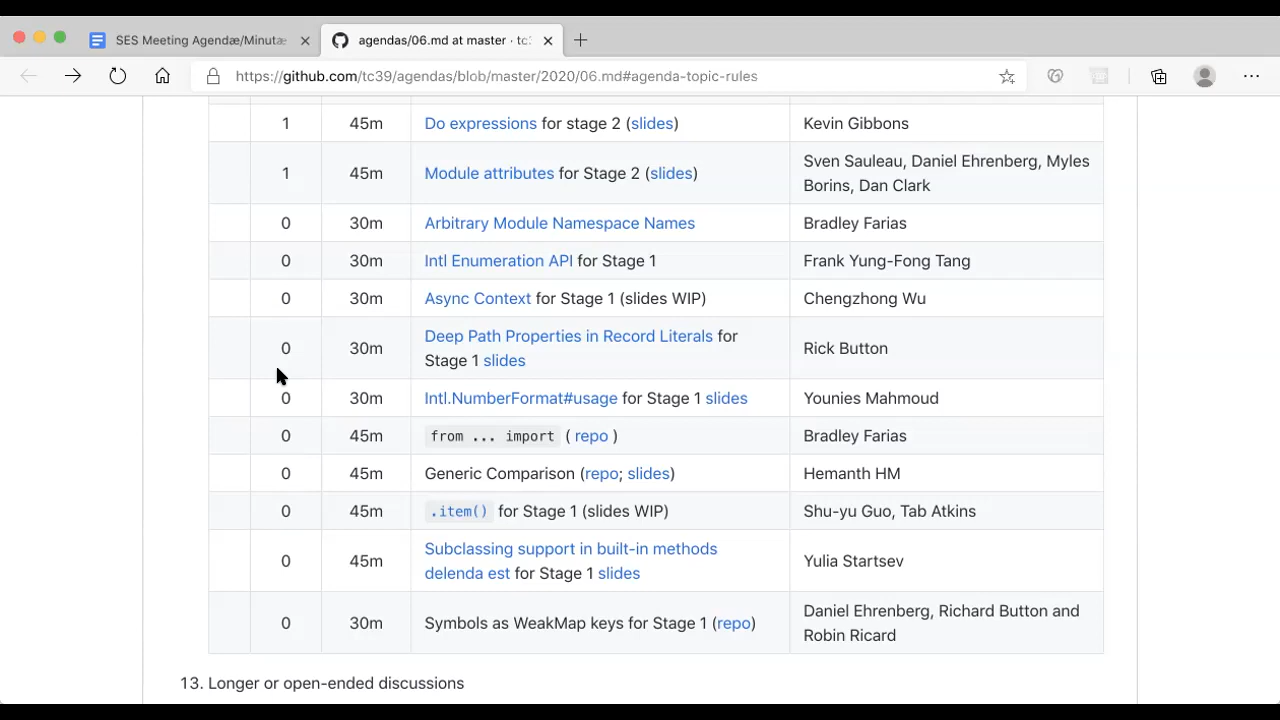 SES Meeting Agendæ/Minutæ
agendas/06.md at master · tc3
https://github.com/tc39/agendas/blob/master/2020/06.md#agenda-topic-rules
1 45m Do expressions for stage 2 (slides) Kevin Gibbons
1 45m Module attributes for Stage 2 (slides) Sven Sauleau, Daniel Ehrenberg, Myles
Borins, Dan Clark
0 30m Arbitrary Module Namespace Names Bradley Farias
0 30m Intl Enumeration API for Stage 1 Frank Yung-Fong Tang
0 30m Async Context for Stage 1 (slides WIP) Chengzhong Wu
0 30m Deep Path Properties in Record Literals for
Stage 1 slides Rick Button
0 30m Intl.NumberFormat#usage for Stage 1 slides Younies Mahmoud
0 45m from ... import ( repo ) Bradley Farias
0 45m Generic Comparison (repo; slides) Hemanth HM
0 45m .item() for Stage 1 (slides WIP) Shu-yu Guo, Tab Atkins
0 45m Subclassing support in built-in methods
delenda est for Stage 1 slides Yulia Startsev
0 30m Symbols as WeakMap keys for Stage 1 (repo) Daniel Ehrenberg, Richard Button and
Robin Ricard
13. Longer or open-ended discussions